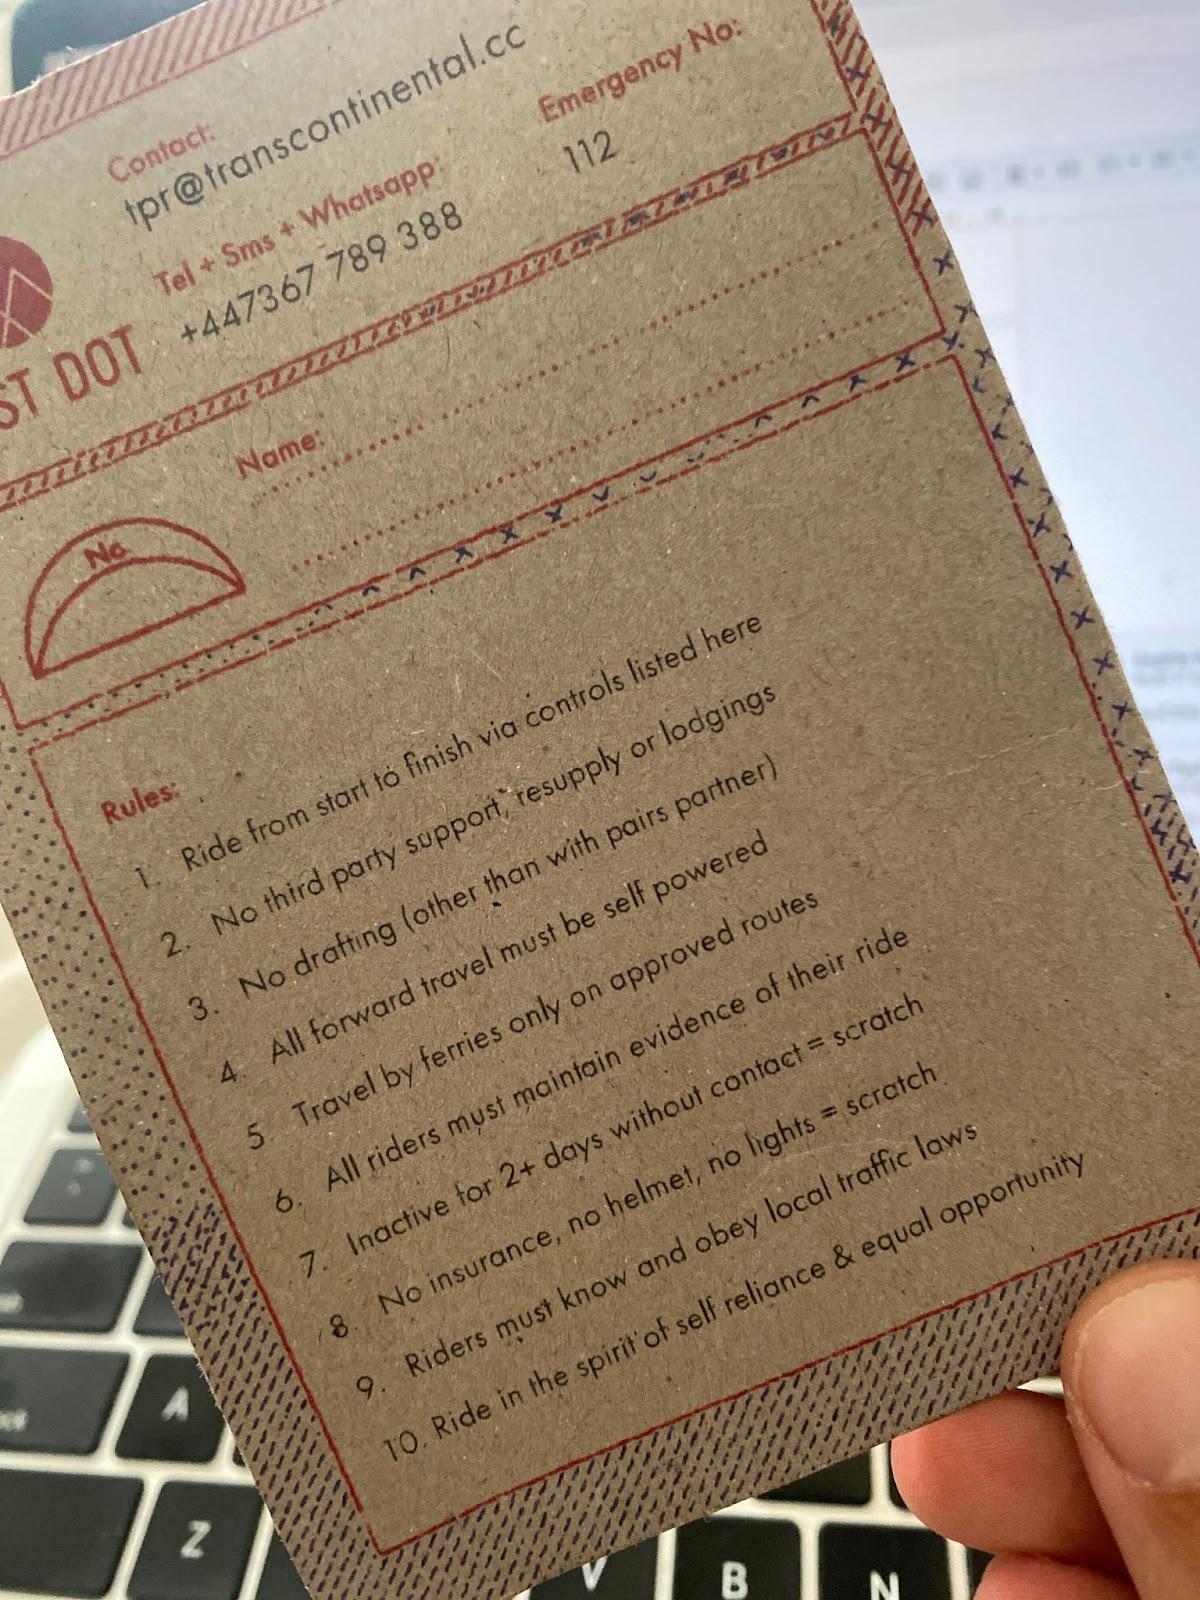 Contact:
tpr@transcontinental.cc
Emergency No:
112
Tel + Sms + Whatsapp:
+447367 789 388
DOT
Name:
No.
Rules:
1. Ride from start to finish via controls listed here
2. No third party support, resupply or lodgings
3. No drafting (other than with pairs partner)
4. All forward travel must be self powered
5 Travel by ferries only on approved routes
6. All riders must maintain evidence of their ride
7. Inactive for 2+ days without contact = scratch
8. No insurance, no helmet, no lights = scratch
9. Riders must know and obey local traffic laws
10. Ride in the spirit of self reliance & equal opportunity
A
Z
V
B
N